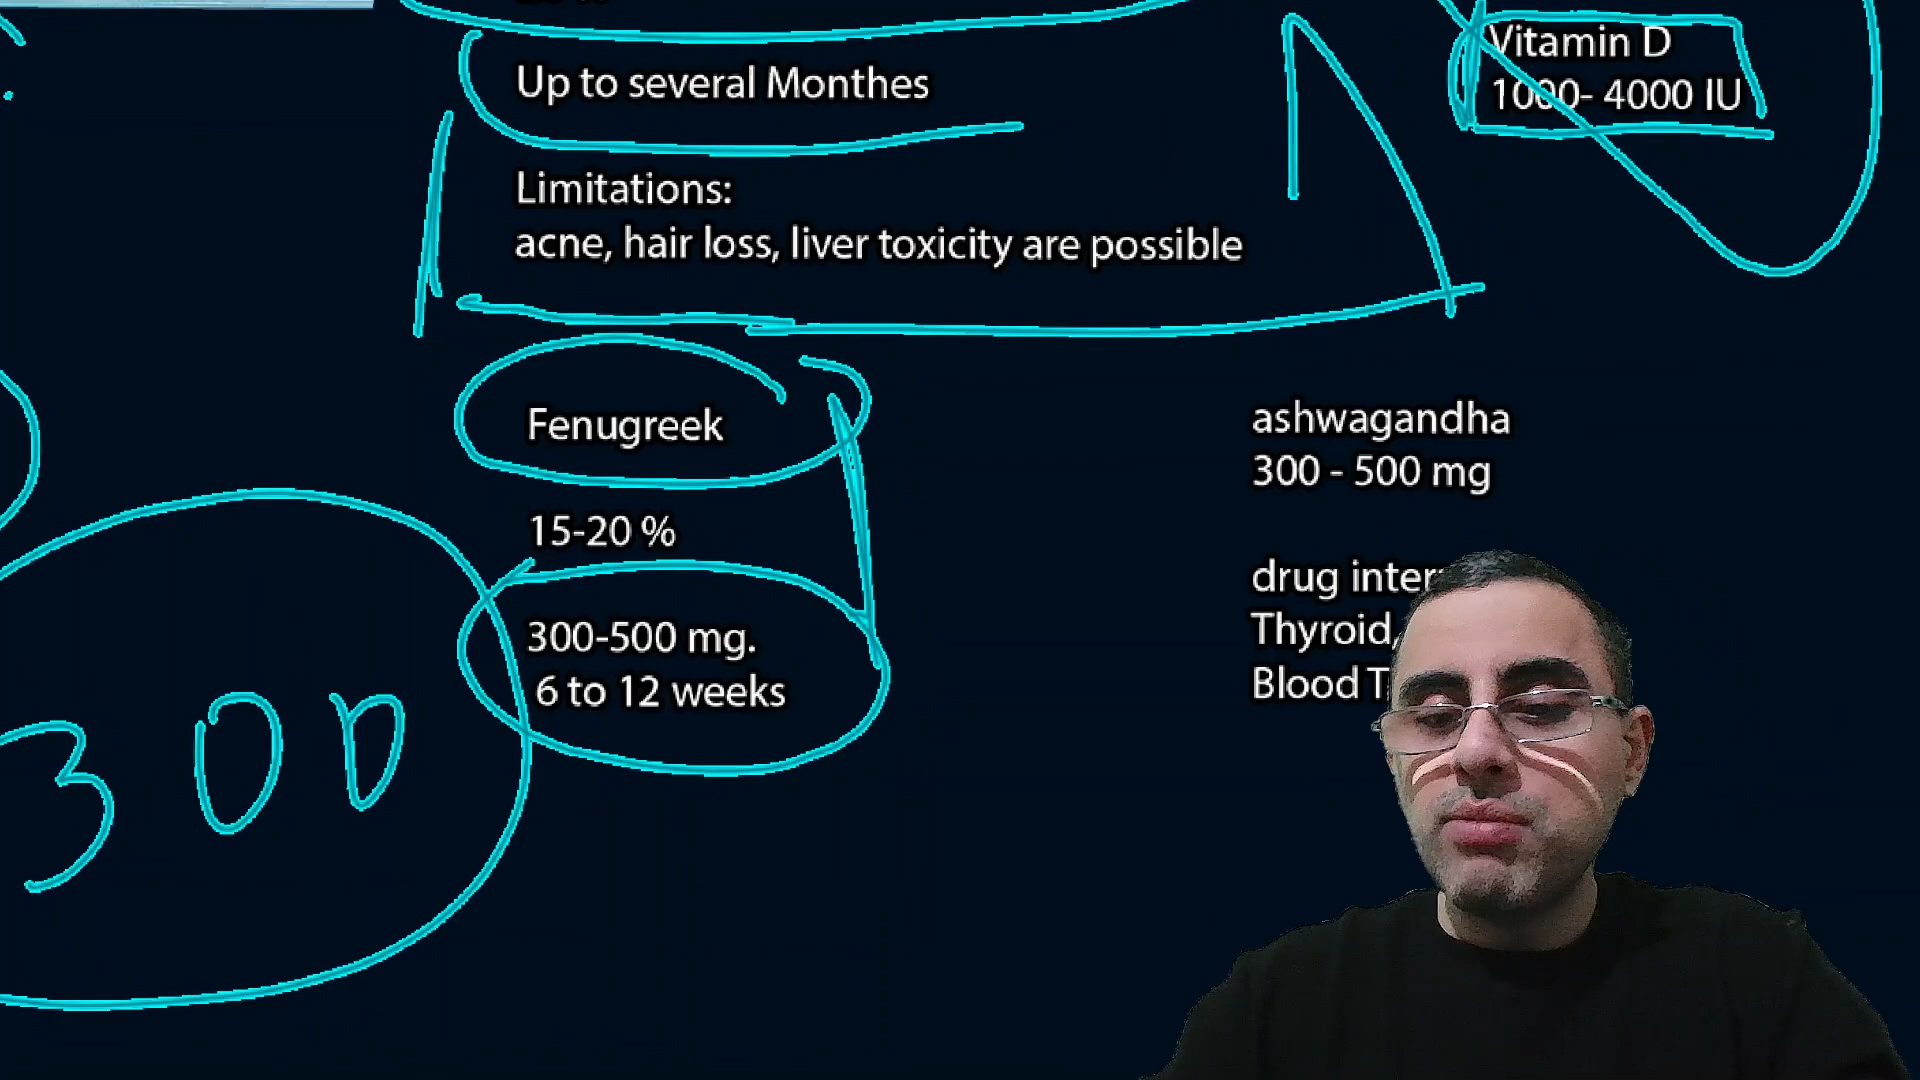 Up to several Monthes
Limitations:
acne, hair loss, liver toxicity are possible
Fenugreek
15-20 %
300-500 mg.
6 to 12 weeks
300
Vitamin D
1000- 4000 IU
ashwagandha
300 - 500 mg
drug
Thyroid,
Blood